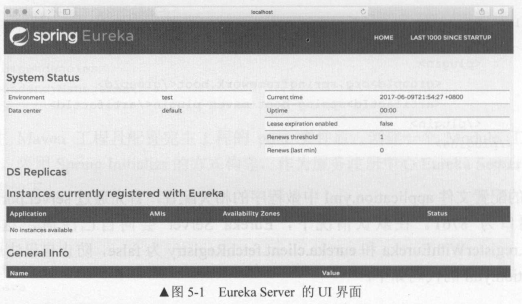 localhost
spring Eureka
HOME LAST 1000 SINCE STARTUP
System Status
Environment test
Data center default
Current time 2017-06-09T21:54:27 +0800
Uptime 00:00
Lease expiration enabled false
Renews threshold 1
Renews (last min) 0
DS Replicas
Instances currently registered with Eureka
Application AMIs Availability Zones Status
No instances available
General Info
Name Value
▲图 5-1 Eureka Server 的 UI 界面